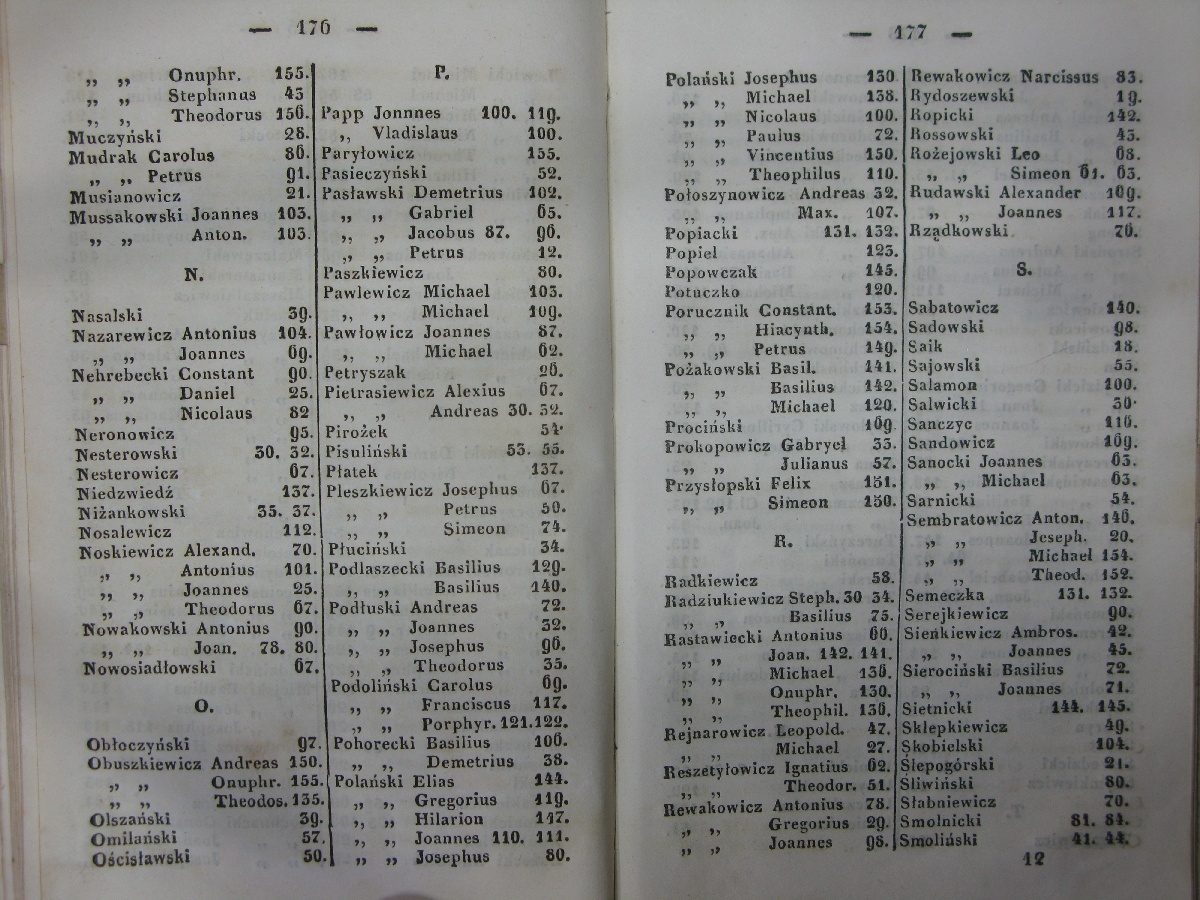 — 176 —
„ „ Onuphr. 155.
„ „ Stephanus 43
„ „ Theodorus 156.
Muczyński 28.
Mudrak Carolus 86.
„ „ Petrus 91.
Musianowicz 21.
Mussakowski Joannes 103.
„ „ Anton. 103.
N.
Nasalski 39.
Nazarewicz Antonius 104.
„ „ Joannes 69.
Nehrebecki Constant 90.
„ „ Daniel 25.
„ „ Nicolaus 82
Neronowicz 95.
Nesterowski 30. 32.
Nesterowicz 67.
Niedzwiedź 137.
Niżankowski 35. 37.
Nosalewicz 112.
Noskiewicz Alexand. 70.
„ „ Antonius 101.
„ „ Joannes 25.
„ „ Theodorus 67.
Nowakowski Antonius 90.
„ „ Joan. 78. 80.
Nowosiadłowski 67.
O.
Obłoczyński 97.
Obuszkiewicz Andreas 150.
„ „ Onuphr. 155.
„ „ Theodos. 135.
Olszański 39.
Omilański 57.
Ościsławski 50.
P.
Papp Jonnnes 100. 119.
„ Vladislaus 100.
Paryłowicz 155.
Pasieczyński 52.
Pasławski Demetrius 102.
„ „ Gabriel 65.
„ „ Jacobus 87. 96.
„ „ Petrus 12.
Paszkiewicz 80.
Pawlewicz Michael 103.
„ „ Michael 109.
Pawłowicz Joannes 87.
„ „ Michael 62.
Petryszak 26.
Pietrasiewicz Alexius 67.
„ „ Andreas 30. 32.
Pirożek 54.
Pisuliński 53. 55.
Płatek 137.
Pleszkiewicz Josephus 67.
„ „ Petrus 50.
„ „ Simeon 74.
Płuciński 34.
Podlaszecki Basilius 129.
„ „ Basilius 140.
Podłuski Andreas 72.
„ „ Joannes 32.
„ „ Josephus 96.
„ „ Theodorus 35.
Podoliński Carolus 69.
„ „ Franciscus 117.
„ „ Porphyr. 121. 122.
Pohorecki Basilius 106.
„ „ Demetrius 38.
Polański Elias 144.
„ „ Gregorius 119.
„ „ Hilarion 147.
„ „ Joannes 110. 111.
„ „ Josephus 80.
— 177 —
Polański Josephus 130.
„ „ Michael 138.
„ „ Nicolaus 100.
„ „ Paulus 72.
„ „ Vincentius 150.
„ „ Theophilus 110.
Połoszynowicz Andreas 32.
„ „ Max. 107.
Popiacki 131. 132.
Popiel 123.
Popowczak 145.
Potuczko 120.
Porucznik Constant. 153.
„ „ Hiacynth. 154.
„ „ Petrus 149.
Pożakowski Basil. 141.
„ „ Basilius 142.
„ „ Michael 120.
Prociński 109.
Prokopowicz Gabryel 33.
„ „ Julianus 57.
Przysłopski Felix 151.
„ „ Simeon 150.
R.
Radkiewicz 58.
Radziukiewicz Steph. 30 34.
„ „ Basilius 75.
Rastawiecki Antonius 60.
„ „ Joan. 142. 141.
„ „ Michael 136.
„ „ Onuphr. 130.
„ „ Theophil. 136.
Rejnarowicz Leopold. 47.
„ „ Michael 27.
Reszetyłowicz Ignatius 62.
„ „ Theodor. 51.
Rewakowicz Antonius 78.
„ „ Gregorius 29.
„ „ Joannes 98.
Rewakowicz Narcissus 83.
Rydoszewski 19.
Ropicki 142.
Rossowski 43.
Rożejowski Leo 68.
„ „ Simeon 61. 63.
Rudawski Alexander 109.
„ „ Joannes 117.
Rządkowski 76.
S.
Sabatowicz 140.
Sadowski 98.
Saik 18.
Sajowski 55.
Salamon 100.
Salwicki 30.
Sanczyc 116.
Sandowicz 109.
Sanocki Joannes 63.
„ „ Michael 63.
Sarnicki 54.
Sembratowicz Anton. 146.
„ „ Jeseph. 20.
„ „ Michael 154.
„ „ Theod. 152.
Semeczka 131. 132.
Serejkiewicz 90.
Sieńkiewicz Ambros. 42.
„ „ Joannes 45.
Sierociński Basilius 72.
„ „ Joannes 71.
Sietnicki 144. 145.
Sklepkiewicz 49.
Skobielski 104.
Ślepogórski 21.
Śliwiński 80.
Słabniewicz 70.
Smolnicki 81. 84.
Smoliński 41. 44.
12